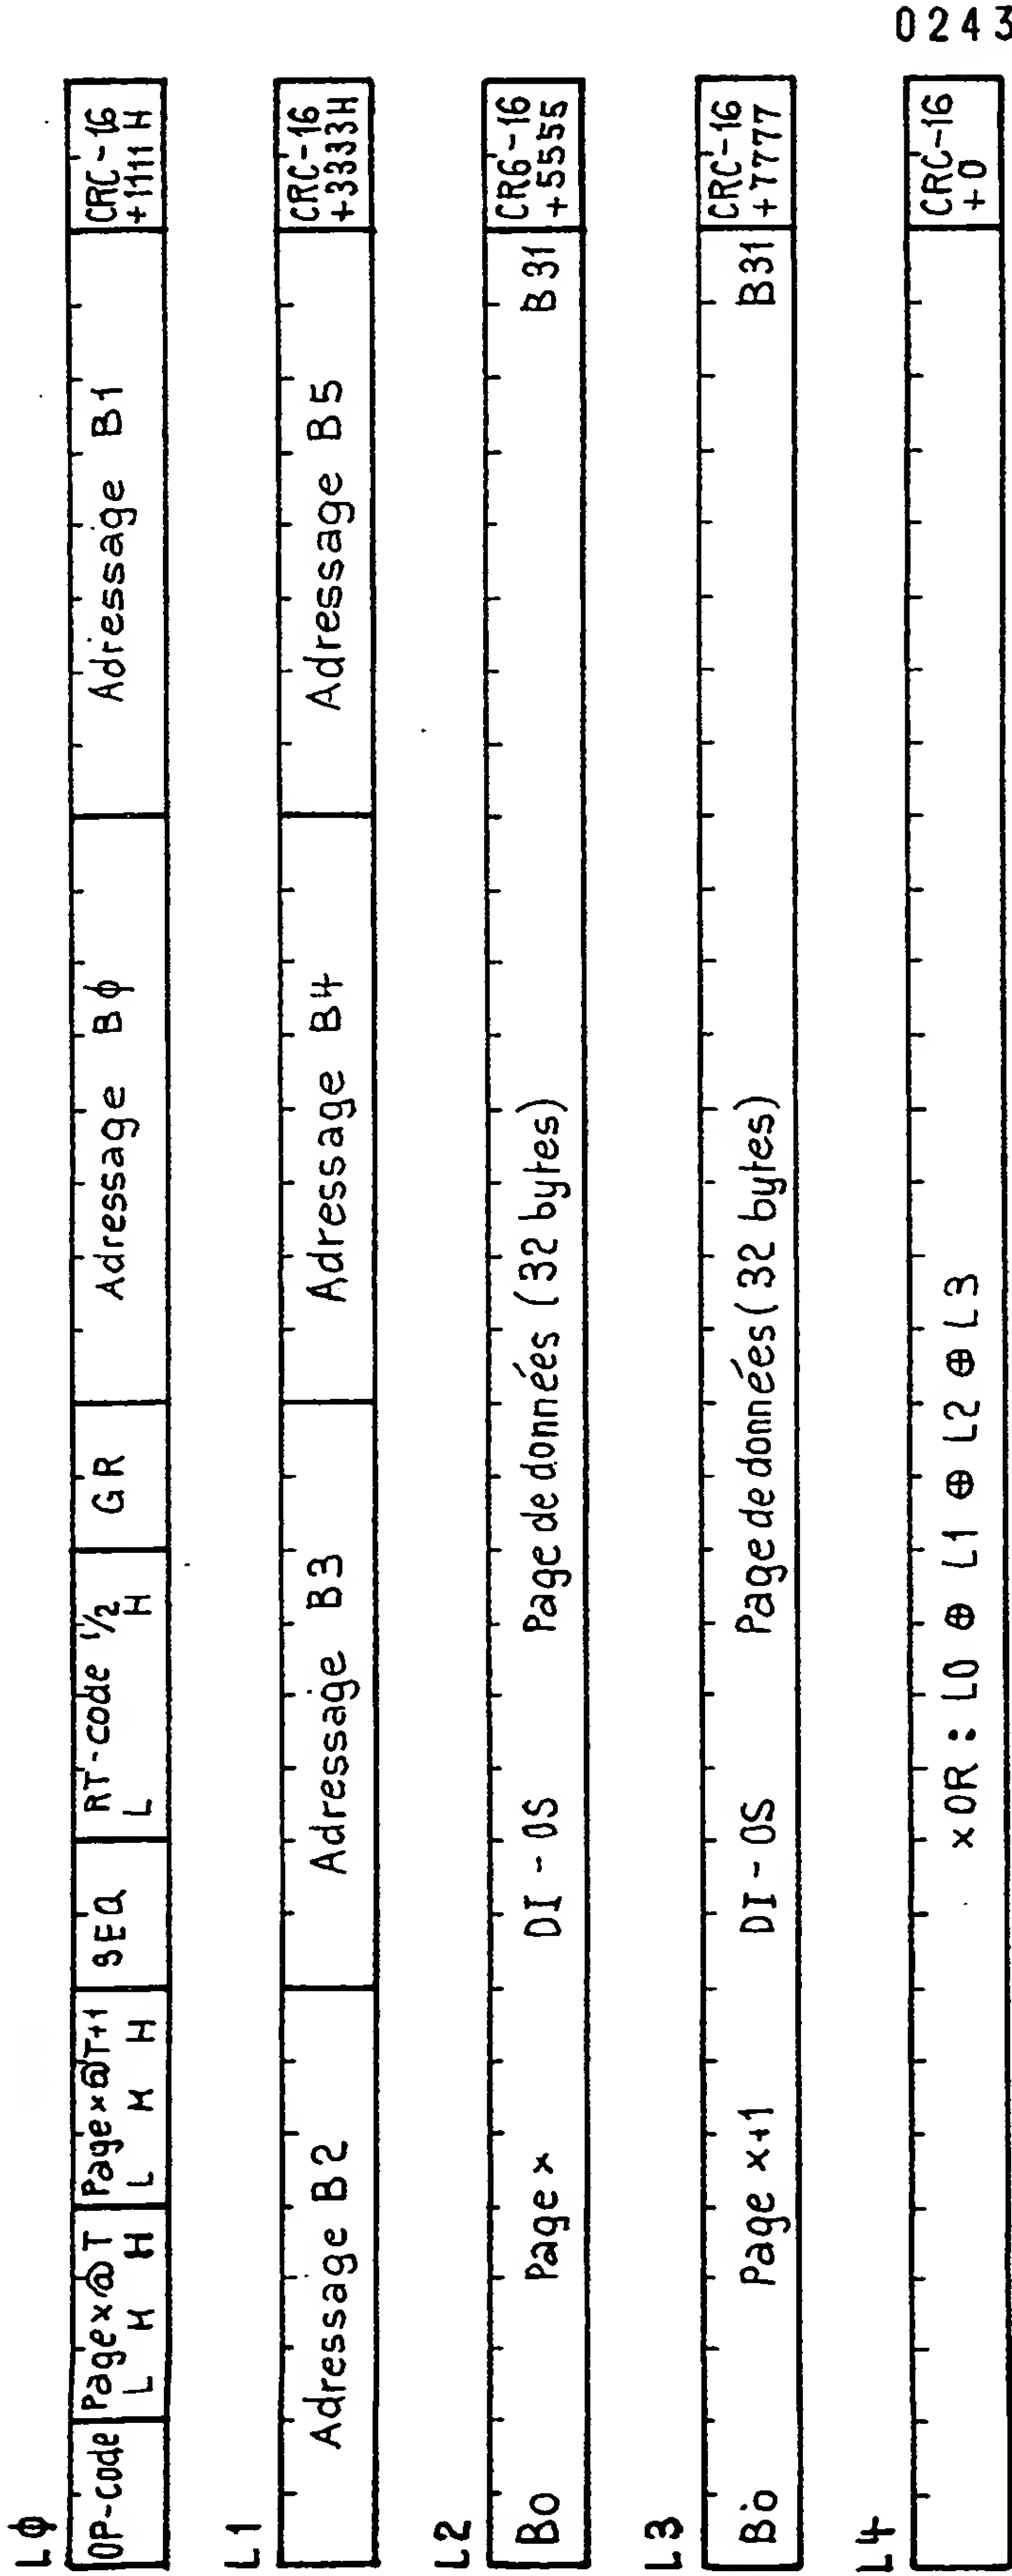 0243
LØ
OP-code
Page x@T
L M H
Page x@T+1
L M H
SEQ
RT-code 1/2
L H
GR
Adressage BØ
Adressage B1
CRC-16
+1111 H
L1
Adressage B2
Adressage B3
Adressage B4
Adressage B5
CRC-16
+3333H
L2
B0 Page x DI-OS Page de données (32 bytes) B31
CR6-16
+5555
L3
B0 Page x+1 DI-OS Page de données (32 bytes) B31
CRC-16
+7777
L4
xOR : L0 ⊕ L1 ⊕ L2 ⊕ L3
CRC-16
+0